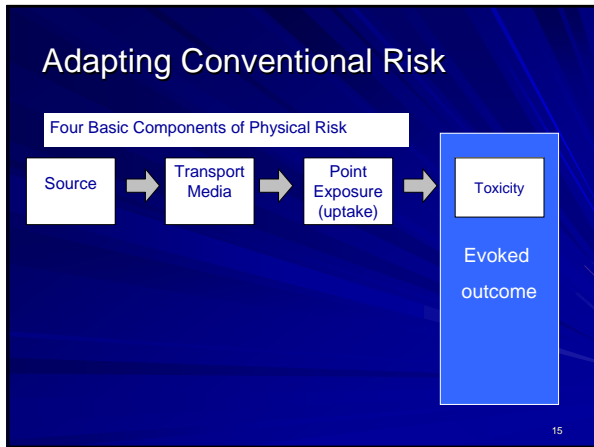 Adapting Conventional Risk
Four Basic Components of Physical Risk
Source
Transport
Media
Point
Exposure
(uptake)
Toxicity
Evoked
outcome
15